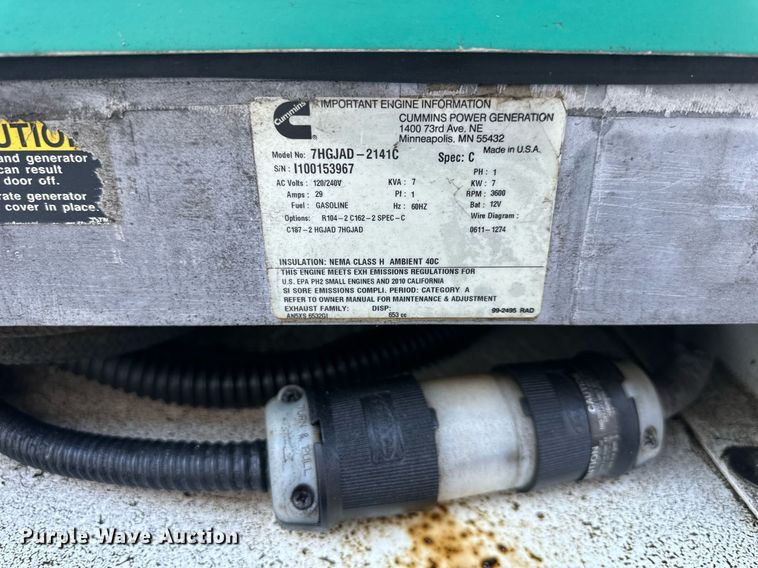 CAUTION
and generator
can result
door off.
rate generator
cover in place.
Cummins
IMPORTANT ENGINE INFORMATION
CUMMINS POWER GENERATION
1400 73rd Ave. NE
Minneapolis, MN 55432
Made in U.S.A.
Model No: 7HGJAD-2141C Spec: C
S/N: I100153967 PH: 1
AC Volts: 120/240V KVA: 7 KW: 7
Amps: 29 Pf: 1 RPM: 3600
Fuel: GASOLINE Hz: 60HZ Bat: 12V
Options: R104-2 C162-2 SPEC-C Wire Diagram:
C187-2 HGJAD 7HGJAD 0611-1274
INSULATION: NEMA CLASS H AMBIENT 40C
THIS ENGINE MEETS EXH EMISSIONS REGULATIONS FOR
U.S. EPA PH2 SMALL ENGINES AND 2010 CALIFORNIA
SI SORE EMISSIONS COMPLI. PERIOD: CATEGORY A
REFER TO OWNER MANUAL FOR MAINTENANCE & ADJUSTMENT
EXHAUST FAMILY: DISP:
AN5XS.6532GI 653 cc 99-2495 RAD
TURN & PULL
Purple Wave Auction